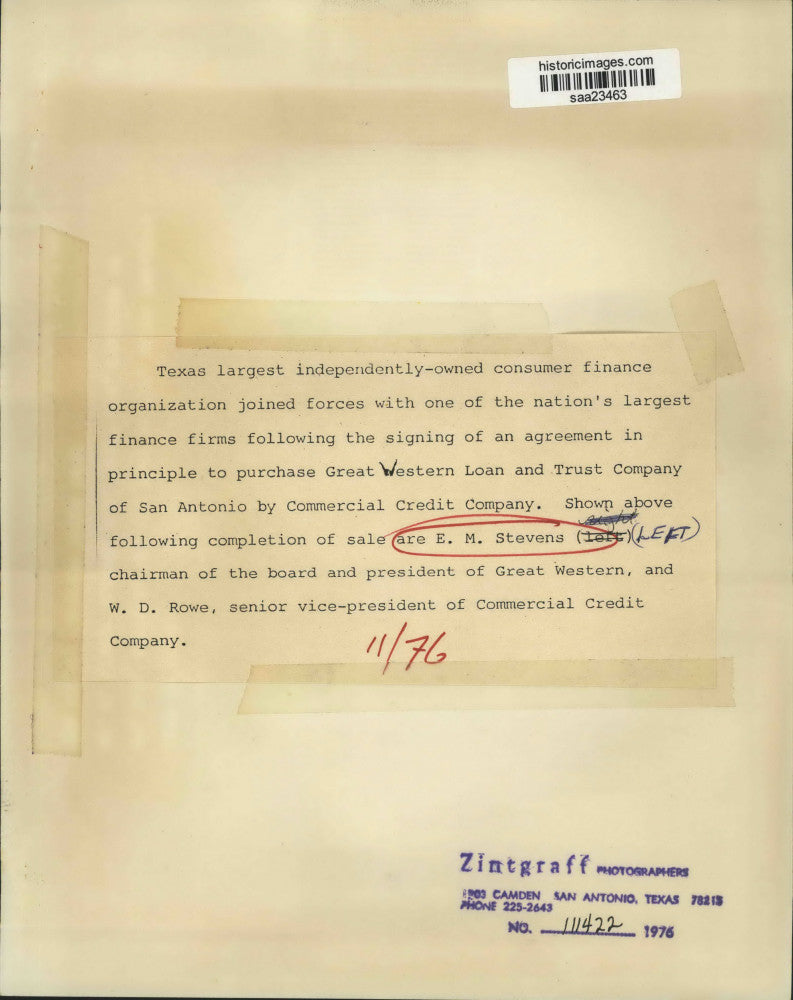 historicimages.com
saa23463
Texas largest independently-owned consumer finance
organization joined forces with one of the nation's largest
finance firms following the signing of an agreement in
principle to purchase Great Western Loan and Trust Company
of San Antonio by Commercial Credit Company. Shown above
right
following completion of sale are E. M. Stevens (left) (LEFT)
chairman of the board and president of Great Western, and
W. D. Rowe, senior vice-president of Commercial Credit
Company.
11/76
Zintgraff PHOTOGRAPHERS
CAMDEN SAN ANTONIO, TEXAS
PHONE 225-2643
NO. 111422 1976